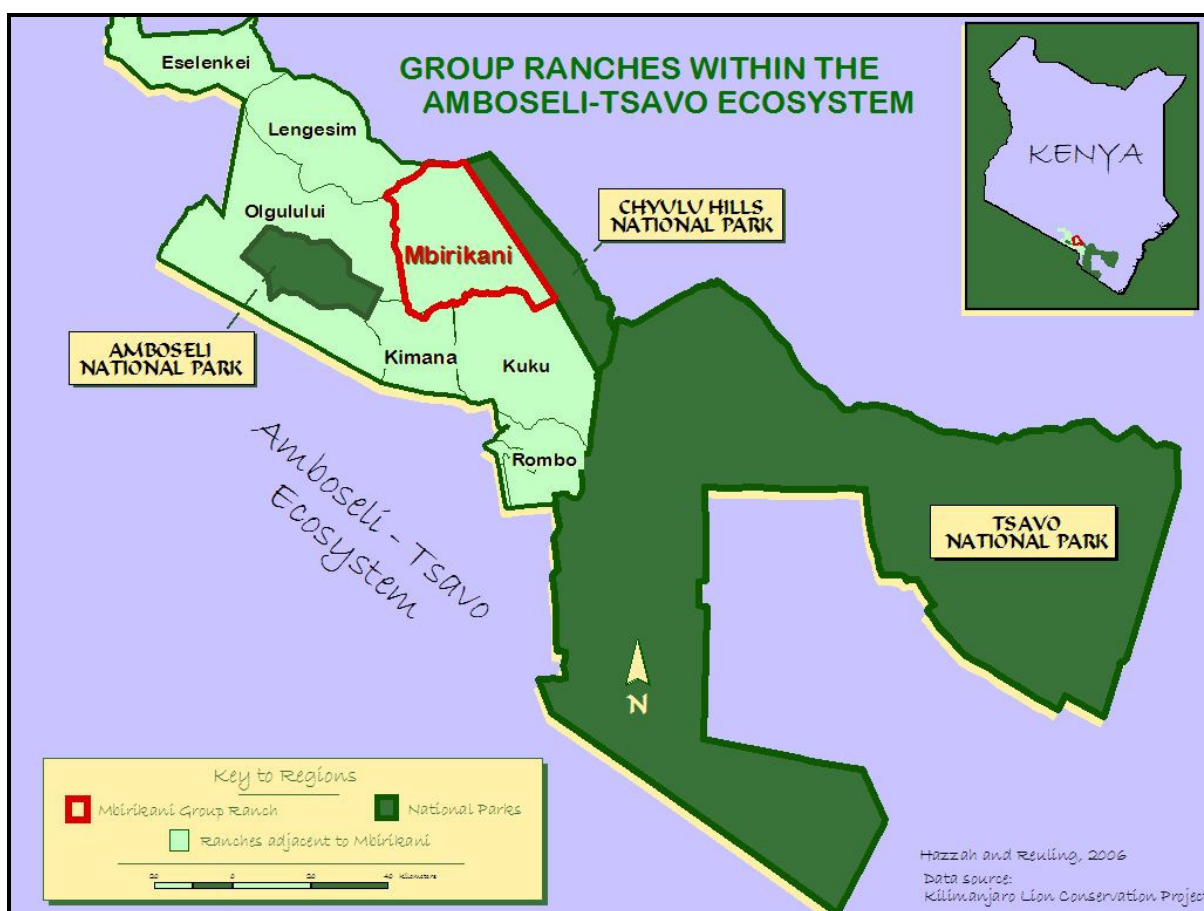 GROUP RANCHES WITHIN THE
AMBOSELI-TSAVO ECOSYSTEM
KENYA
Eselenkei
Lengesim
CHYULU HILLS
NATIONAL PARK
Olgulului
Mbirikani
AMBOSELI
NATIONAL PARK
Kimana
Kuku
Rombo
Amboseli - Tsavo
Ecosystem
TSAVO
NATIONAL PARK
N
Key to Regions
Mbirikani Group Ranch
National Parks
Ranches adjacent to Mbirikani
20 0 20 40 Kilometers
Hazzah and Reuling, 2006
Data source:
Kilimanjaro Lion Conservation Project